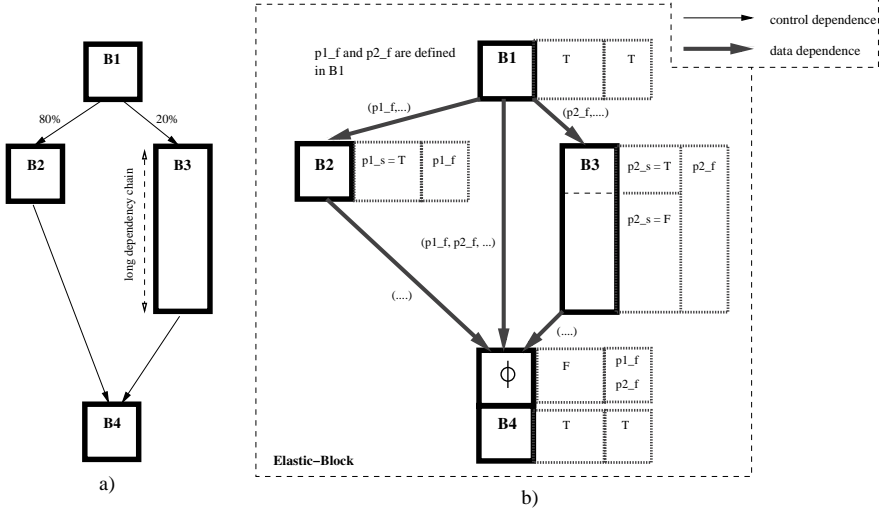 B1
80%
20%
B2
B3
long dependency chain
B4
a)
control dependence
data dependence
p1_f and p2_f are defined
in B1
B1
T
T
(p1_f,...)
(p2_f,....)
B2
p1_s = T
p1_f
B3
p2_s = T
p2_f
p2_s = F
(p1_f, p2_f, ...)
(....)
(....)
ϕ
F
p1_f
p2_f
B4
T
T
Elastic−Block
b)